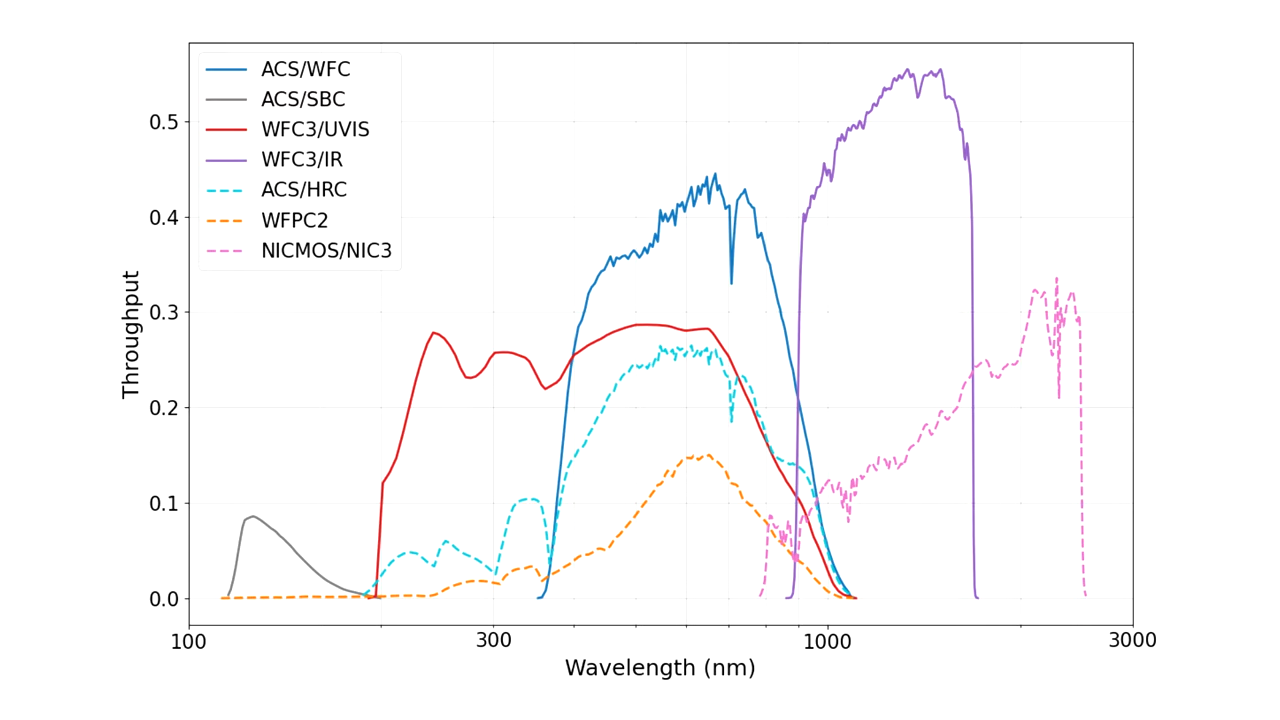 ACS/WFC
ACS/SBC
WFC3/UVIS
WFC3/IR
ACS/HRC
WFPC2
NICMOS/NIC3
Throughput
0.5
0.4
0.3
0.2
0.1
0.0
100
300
1000
3000
Wavelength (nm)